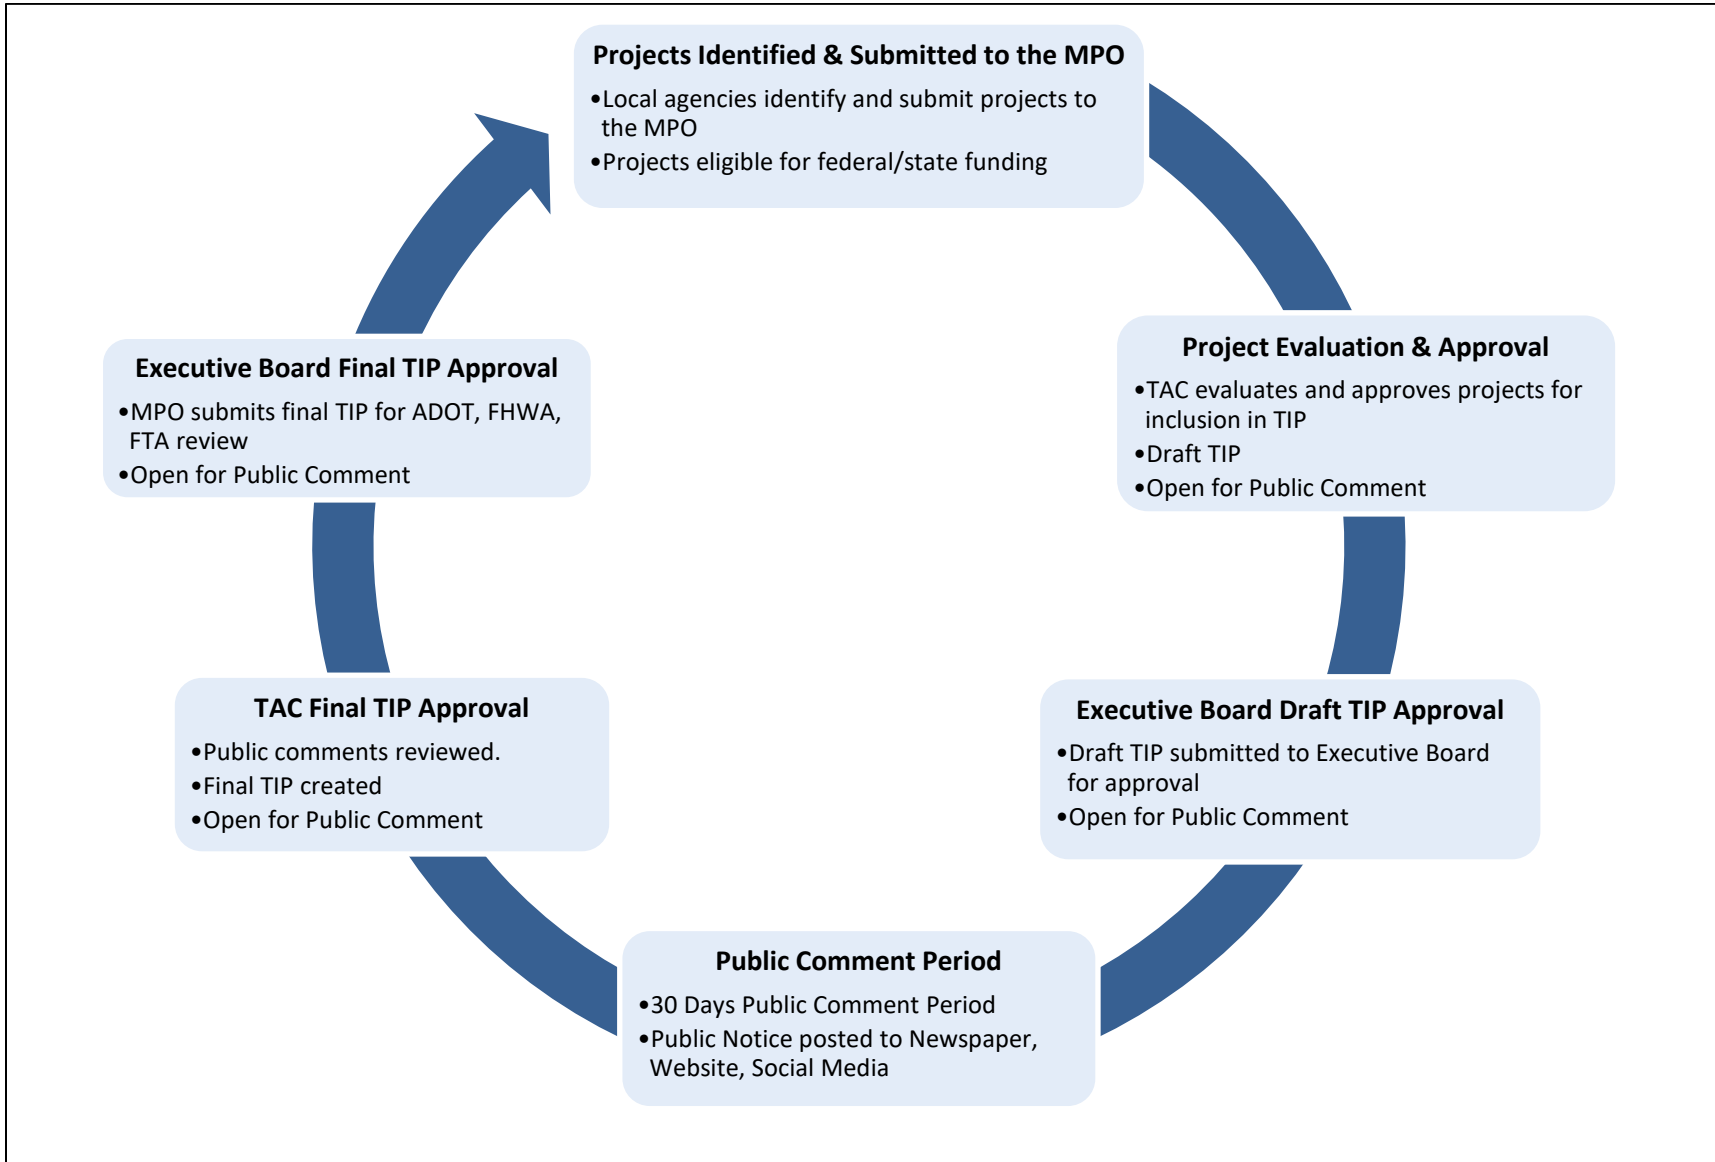 Projects Identified & Submitted to the MPO
•Local agencies identify and submit projects to
the MPO
•Projects eligible for federal/state funding
Project Evaluation & Approval
•TAC evaluates and approves projects for
inclusion in TIP
•Draft TIP
•Open for Public Comment
Executive Board Draft TIP Approval
•Draft TIP submitted to Executive Board
for approval
•Open for Public Comment
Public Comment Period
•30 Days Public Comment Period
•Public Notice posted to Newspaper,
Website, Social Media
TAC Final TIP Approval
•Public comments reviewed.
•Final TIP created
•Open for Public Comment
Executive Board Final TIP Approval
•MPO submits final TIP for ADOT, FHWA,
FTA review
•Open for Public Comment